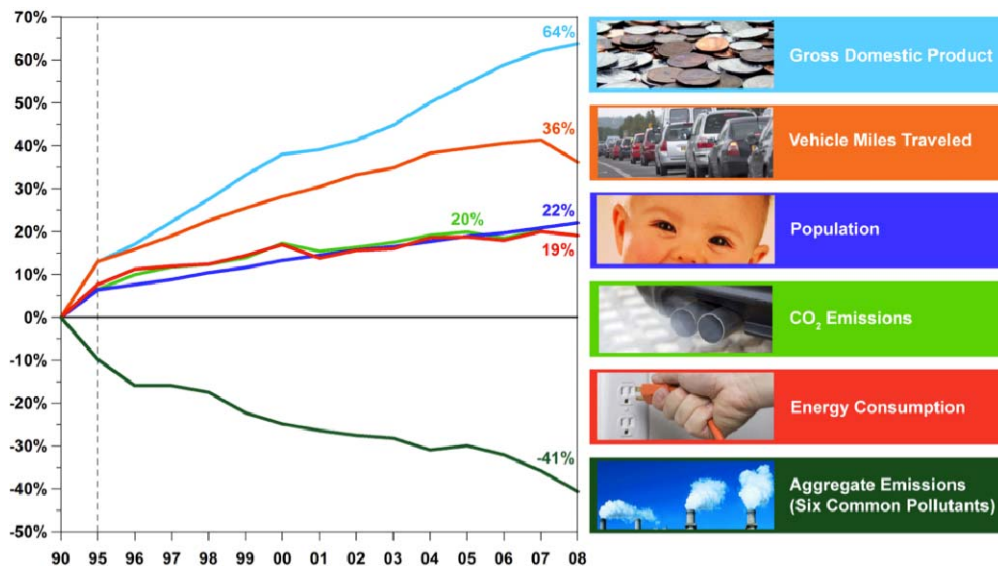 70%
60%
50%
40%
30%
20%
10%
0%
-10%
-20%
-30%
-40%
-50%
90 95 96 97 98 99 00 01 02 03 04 05 06 07 08
64%
36%
22%
20%
19%
-41%
Gross Domestic Product
Vehicle Miles Traveled
Population
CO₂ Emissions
Energy Consumption
Aggregate Emissions
(Six Common Pollutants)